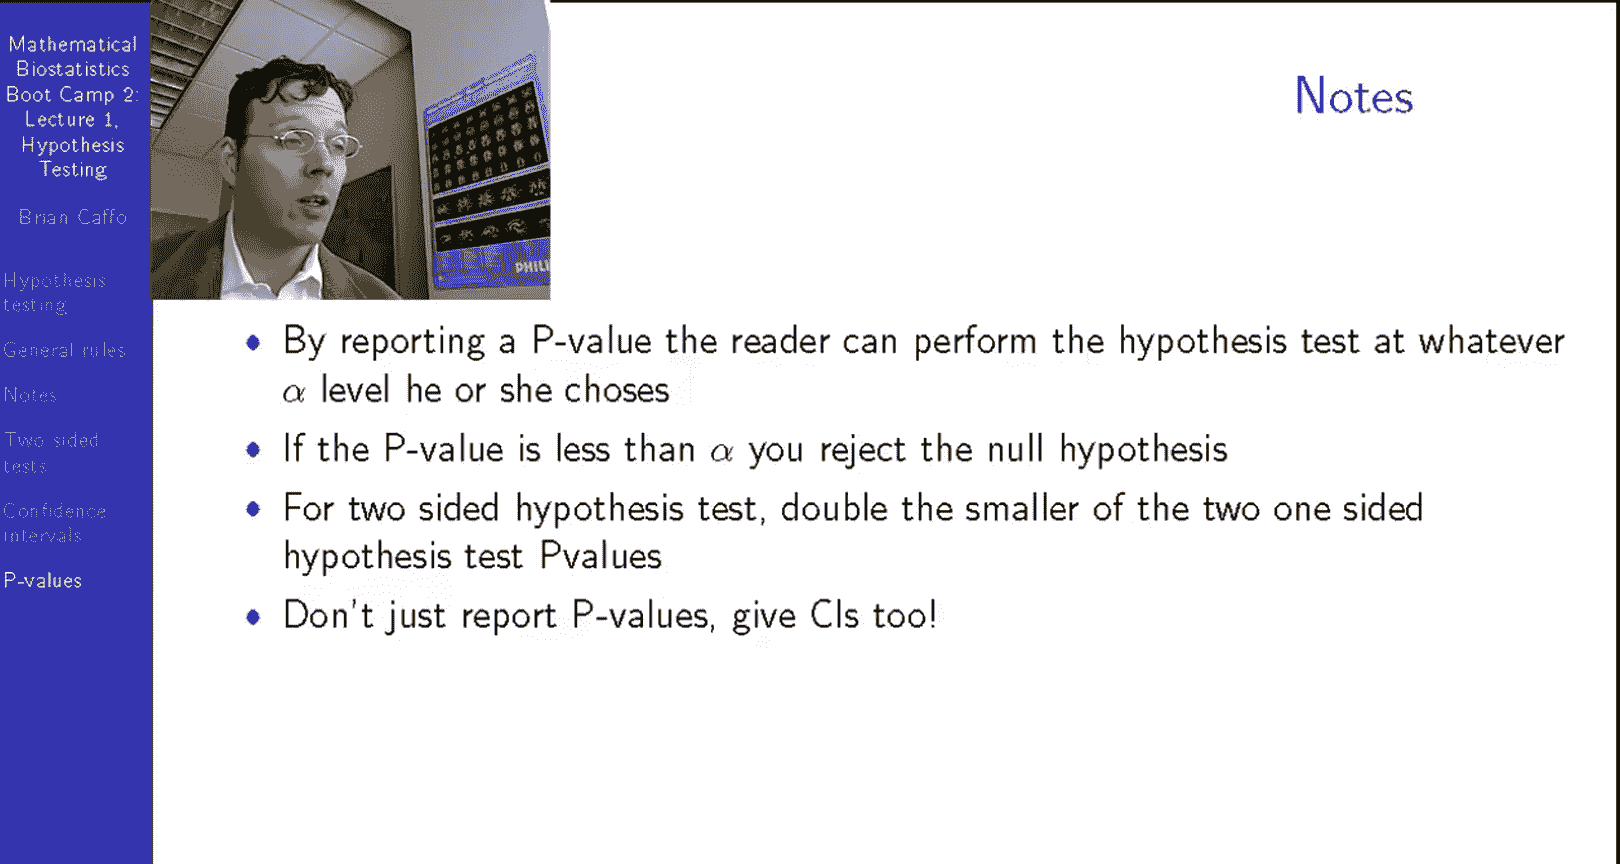 Mathematical
Biostatistics
Boot Camp 2:
Lecture 1,
Hypothesis
Testing
Brian Caffo
Hypothesis
testing
General rules
Notes
Two sided
tests
Confidence
intervals
P-values
PHILI
Notes
• By reporting a P-value the reader can perform the hypothesis test at whatever
α level he or she choses
• If the P-value is less than α you reject the null hypothesis
• For two sided hypothesis test, double the smaller of the two one sided
hypothesis test Pvalues
• Don't just report P-values, give CIs too!